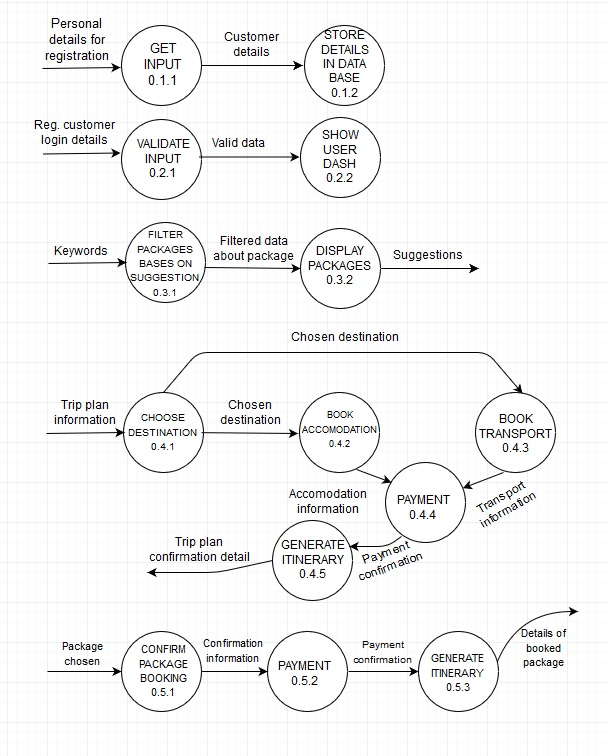 Personal
details for
registration
GET
INPUT
0.1.1
Customer
details
STORE
DETAILS
IN DATA
BASE
0.1.2
Reg. customer
login details
VALIDATE
INPUT
0.2.1
Valid data
SHOW
USER
DASH
0.2.2
Keywords
FILTER
PACKAGES
BASES ON
SUGGESTION
0.3.1
Filtered data
about package
DISPLAY
PACKAGES
0.3.2
Suggestions
Chosen destination
Trip plan
information
CHOOSE
DESTINATION
0.4.1
Chosen
destination
BOOK
ACCOMODATION
0.4.2
BOOK
TRANSPORT
0.4.3
Accomodation
information
PAYMENT
0.4.4
Transport
information
Trip plan
confirmation detail
GENERATE
ITINERARY
0.4.5
Payment
confirmation
Package
chosen
CONFIRM
PACKAGE
BOOKING
0.5.1
Confirmation
information
PAYMENT
0.5.2
Payment
confirmation
GENERATE
ITINERARY
0.5.3
Details of
booked
package